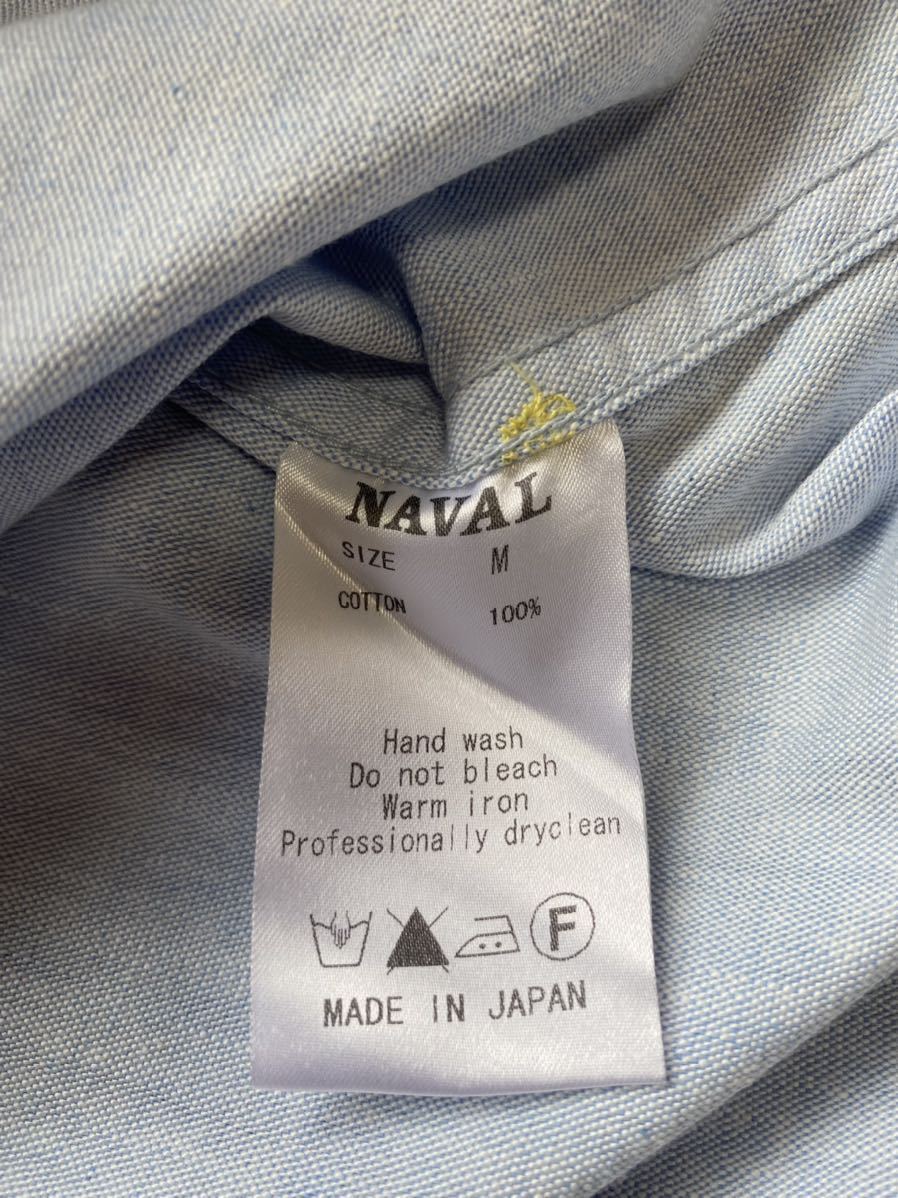 NAVAL
SIZE M
COTTON 100%
Hand wash
Do not bleach
Warm iron
Professionally dryclean
F
MADE IN JAPAN